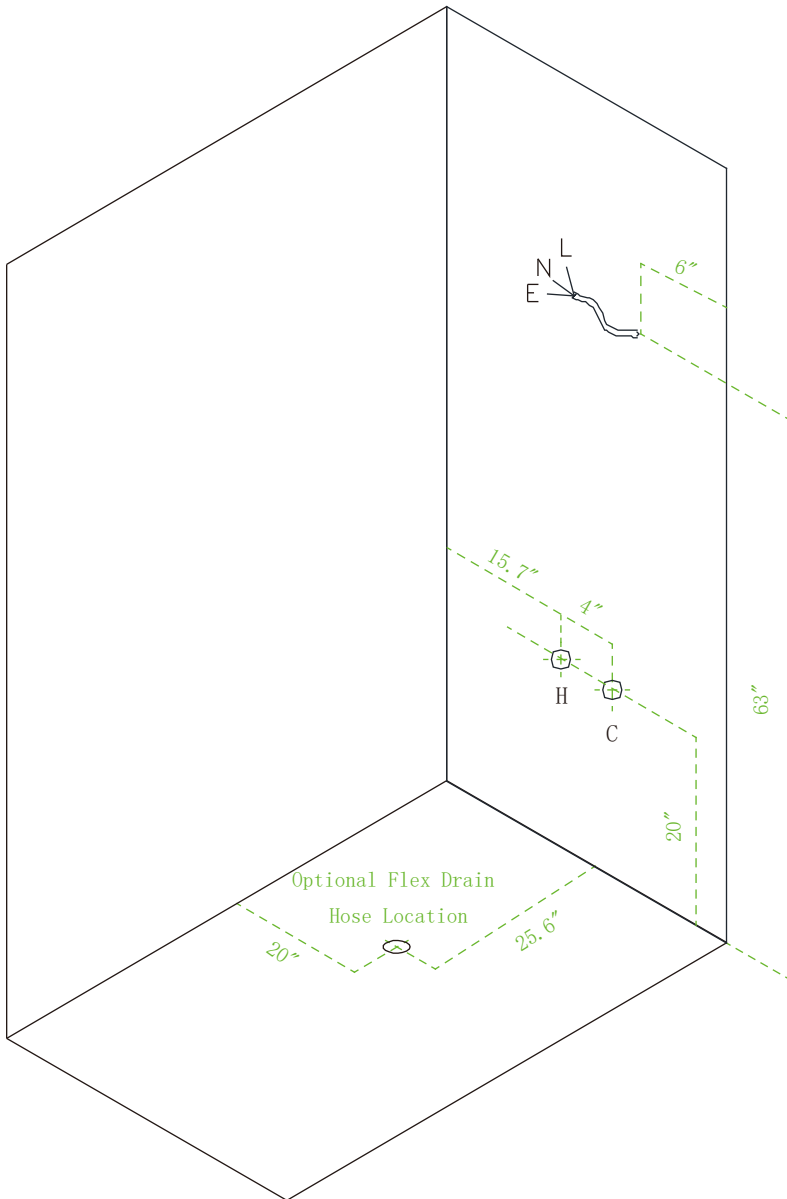 L
N
E
6"
15.7"
4"
H
C
63"
20"
Optional Flex Drain
Hose Location
20"
25.6"